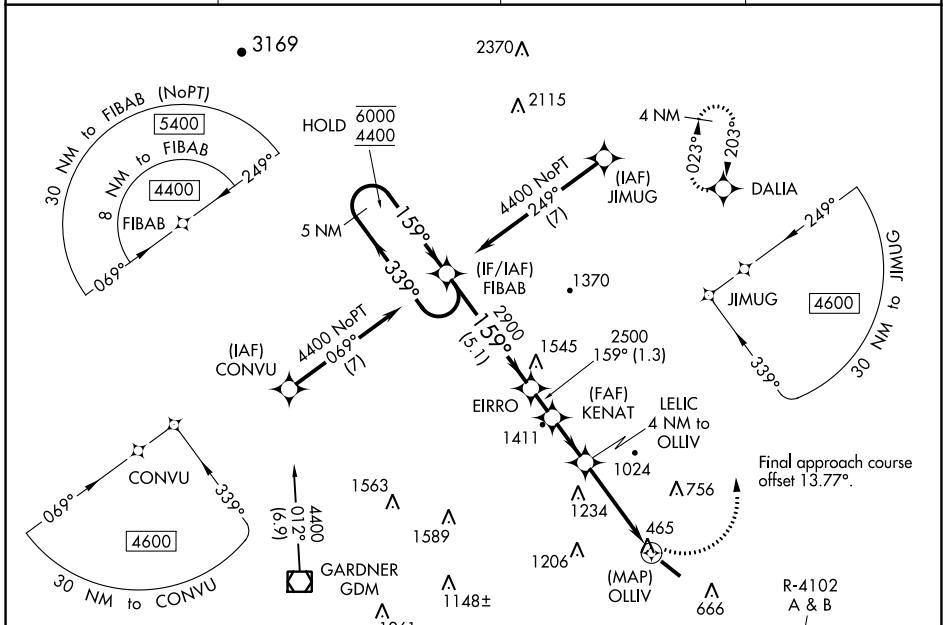 3169
2370
2115
30 NM to FIBAB (NoPT)
5400
8 NM to FIBAB
4400
FIBAB
249°
069°
HOLD 6000
4400
5 NM
159°
339°
4400 NoPT
249°
(7)
(IAF)
JIMUG
4 NM
023°
203°
DALIA
(IF/IAF)
FIBAB
1370
249°
JIMUG
4600
339°
30 NM to JIMUG
4400 NoPT
069°
(7)
(IAF)
CONVU
2900
159°
(5.1)
2500
159° (1.3)
1545
EIRRO
(FAF)
KENAT
LELIC
4 NM to
OLLIV
1411
1024
Final approach course
offset 13.77°.
CONVU
069°
339°
4600
30 NM to CONVU
1563
1589
1234
756
465
4400
012°
(6.9)
GARDNER
GDM
1206
1148±
(MAP)
OLLIV
666
R-4102
A & B